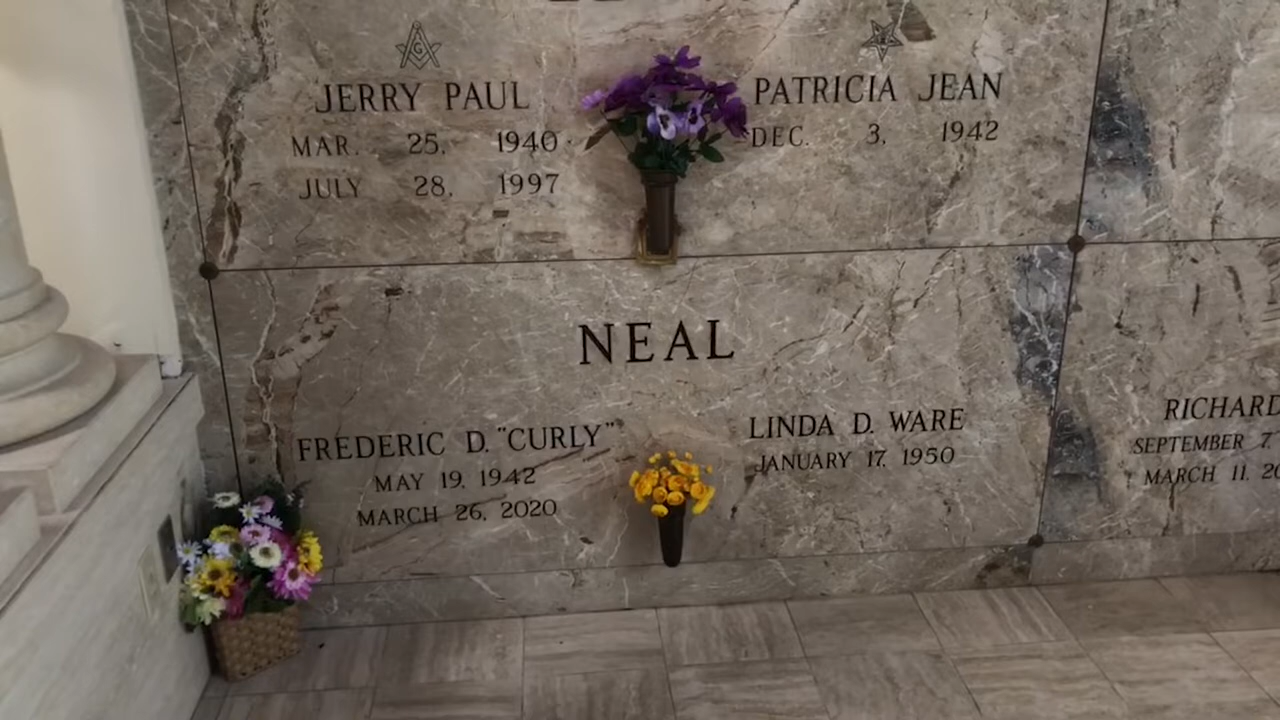 G
JERRY PAUL
MAR. 25, 1940
JULY 28, 1997
PATRICIA JEAN
DEC. 3, 1942
NEAL
FREDERIC D. "CURLY"
MAY 19, 1942
MARCH 26, 2020
LINDA D. WARE
JANUARY 17, 1950
RICHARD
SEPTEMBER 7
MARCH 11, 20